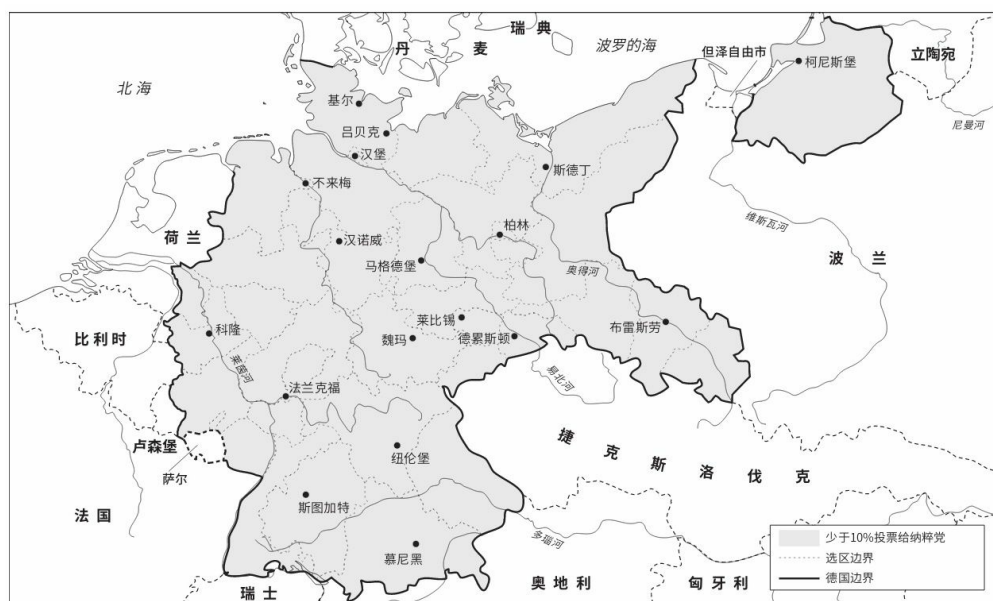 瑞典
丹麦
波罗的海
但泽自由市
立陶宛
柯尼斯堡
北海
基尔
尼曼河
吕贝克
汉堡
斯德丁
不来梅
维斯瓦河
柏林
荷兰
汉诺威
波兰
马格德堡
奥得河
莱比锡
布雷斯劳
科隆
比利时
魏玛
德累斯顿
莱茵河
易北河
法兰克福
捷克斯洛伐克
卢森堡
纽伦堡
萨尔
斯图加特
法国
多瑙河
慕尼黑
瑞士
奥地利
匈牙利
少于10%投票给纳粹党
选区边界
德国边界